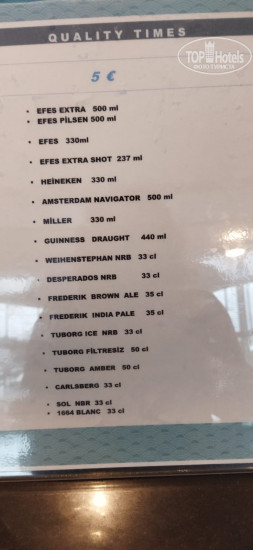 TOPHotels
ФОТО ТУРИСТА
QUALITY TIMES
5 €
• EFES EXTRA 500 ml
• EFES PİLSEN 500 ml
• EFES 330ml
• EFES EXTRA SHOT 237 ml
• HEİNEKEN 330 ml
• AMSTERDAM NAVIGATOR 500 ml
• MİLLER 330 ml
• GUINNESS DRAUGHT 440 ml
• WEIHENSTEPHAN NRB 33 cl
• DESPERADOS NRB 33 cl
• FREDERIK BROWN ALE 35 cl
• FREDERIK INDIA PALE 35 cl
• TUBORG ICE NRB 33 cl
• TUBORG FİLTRESİZ 50 cl
• TUBORG AMBER 50 cl
• CARLSBERG 33 cl
• SOL NBR 33 cl
• 1664 BLANC 33 cl